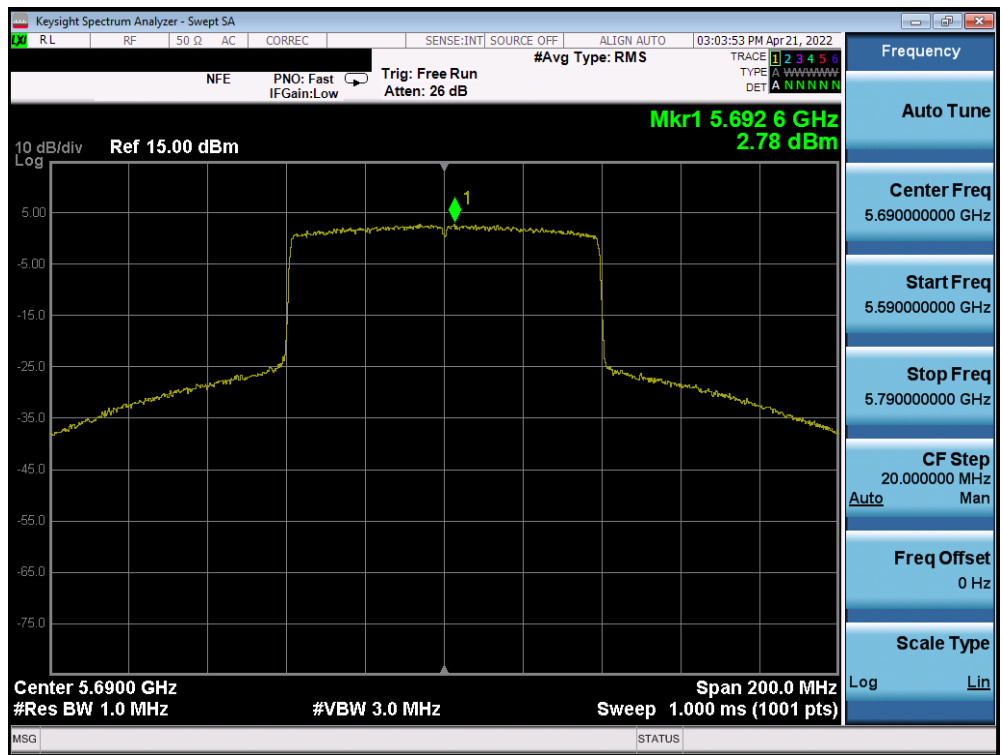 Keysight Spectrum Analyzer - Swept SA
LXI RL RF 50 Ω AC CORREC SENSE:INT SOURCE OFF ALIGN AUTO 03:03:53 PM Apr 21, 2022
NFE PNO: Fast Trig: Free Run #Avg Type: RMS TRACE 1 2 3 4 5 6
IFGain:Low Atten: 26 dB TYPE A WWWWW
DET A N N N N N
Mkr1 5.692 6 GHz
2.78 dBm
10 dB/div Ref 15.00 dBm
Log
1
5.00
-5.00
-15.0
-25.0
-35.0
-45.0
-55.0
-65.0
-75.0
Center 5.6900 GHz Span 200.0 MHz
#Res BW 1.0 MHz #VBW 3.0 MHz Sweep 1.000 ms (1001 pts)
MSG STATUS
Frequency
Auto Tune
Center Freq
5.690000000 GHz
Start Freq
5.590000000 GHz
Stop Freq
5.790000000 GHz
CF Step
20.000000 MHz
Auto Man
Freq Offset
0 Hz
Scale Type
Log Lin